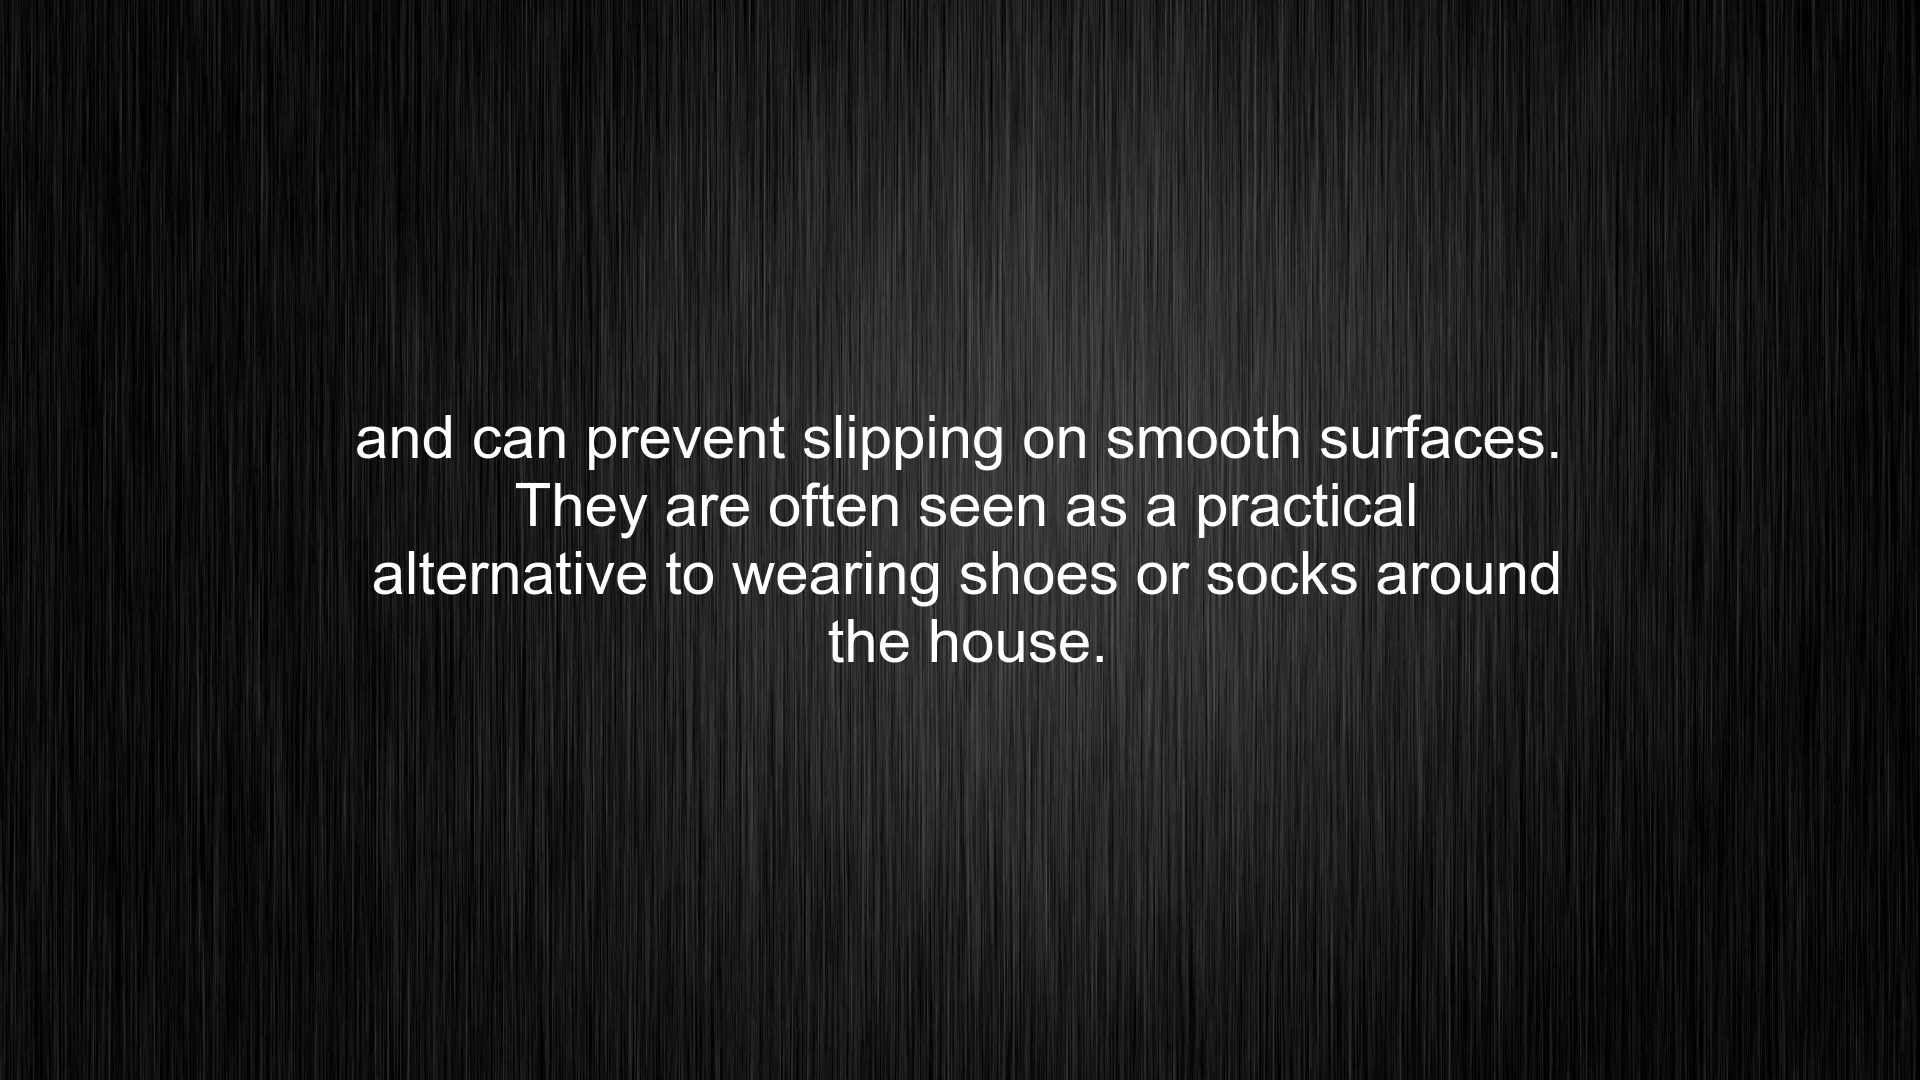 and can prevent slipping on smooth surfaces.
They are often seen as a practical
alternative to wearing shoes or socks around
the house.